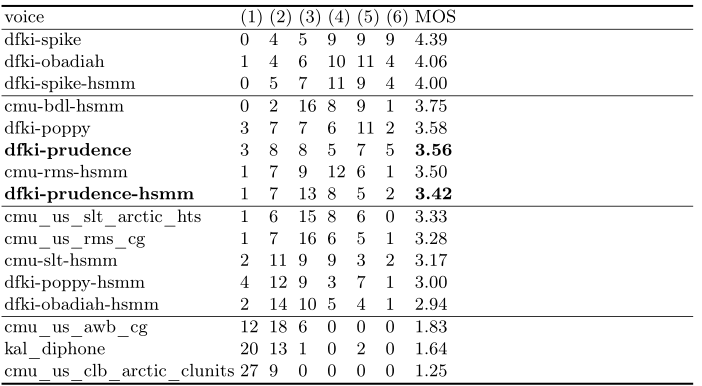 voice (1) (2) (3) (4) (5) (6) MOS
dfki-spike 0 4 5 9 9 9 4.39
dfki-obadiah 1 4 6 10 11 4 4.06
dfki-spike-hsmm 0 5 7 11 9 4 4.00
cmu-bdl-hsmm 0 2 16 8 9 1 3.75
dfki-poppy 3 7 7 6 11 2 3.58
dfki-prudence 3 8 8 5 7 5 3.56
cmu-rms-hsmm 1 7 9 12 6 1 3.50
dfki-prudence-hsmm 1 7 13 8 5 2 3.42
cmu_us_slt_arctic_hts 1 6 15 8 6 0 3.33
cmu_us_rms_cg 1 7 16 6 5 1 3.28
cmu-slt-hsmm 2 11 9 9 3 2 3.17
dfki-poppy-hsmm 4 12 9 3 7 1 3.00
dfki-obadiah-hsmm 2 14 10 5 4 1 2.94
cmu_us_awb_cg 12 18 6 0 0 0 1.83
kal_diphone 20 13 1 0 2 0 1.64
cmu_us_clb_arctic_clunits 27 9 0 0 0 0 1.25